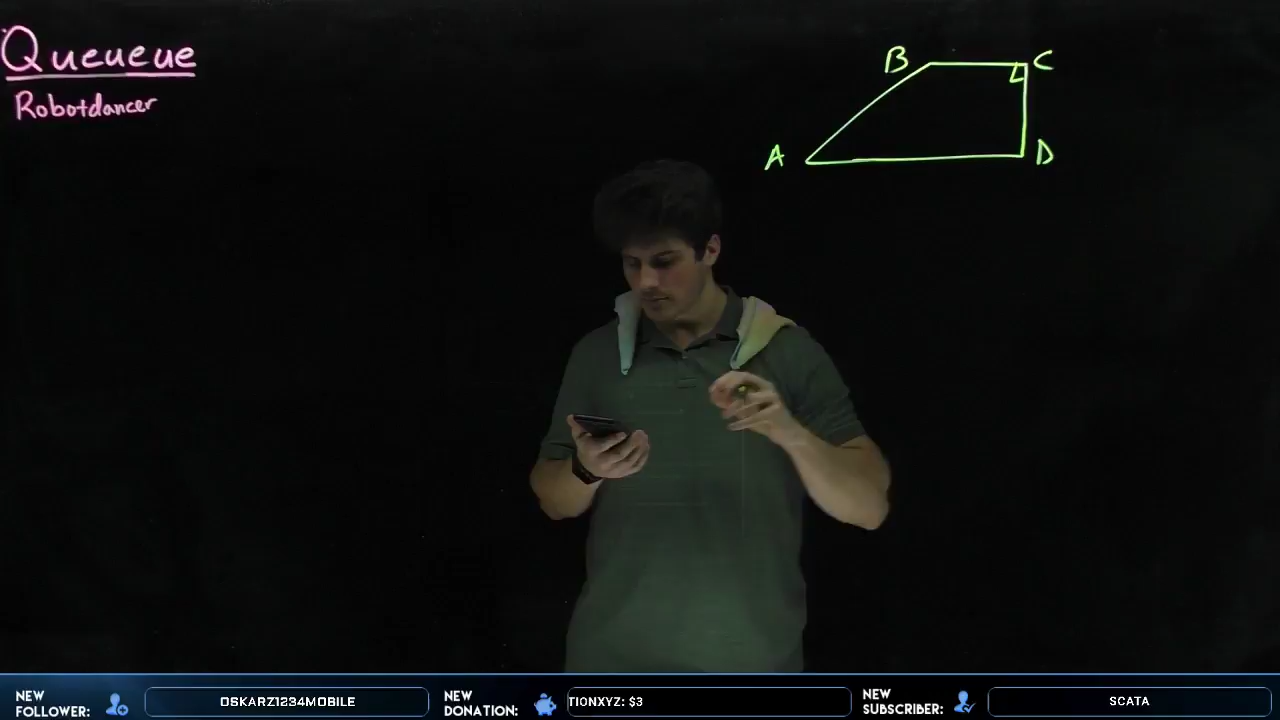 Queueue
Robotdancer
B
C
A
D
NEW FOLLOWER:
OSKARZ1234MOBILE
NEW DONATION:
TIONXYZ: $3
NEW SUBSCRIBER:
SCATA